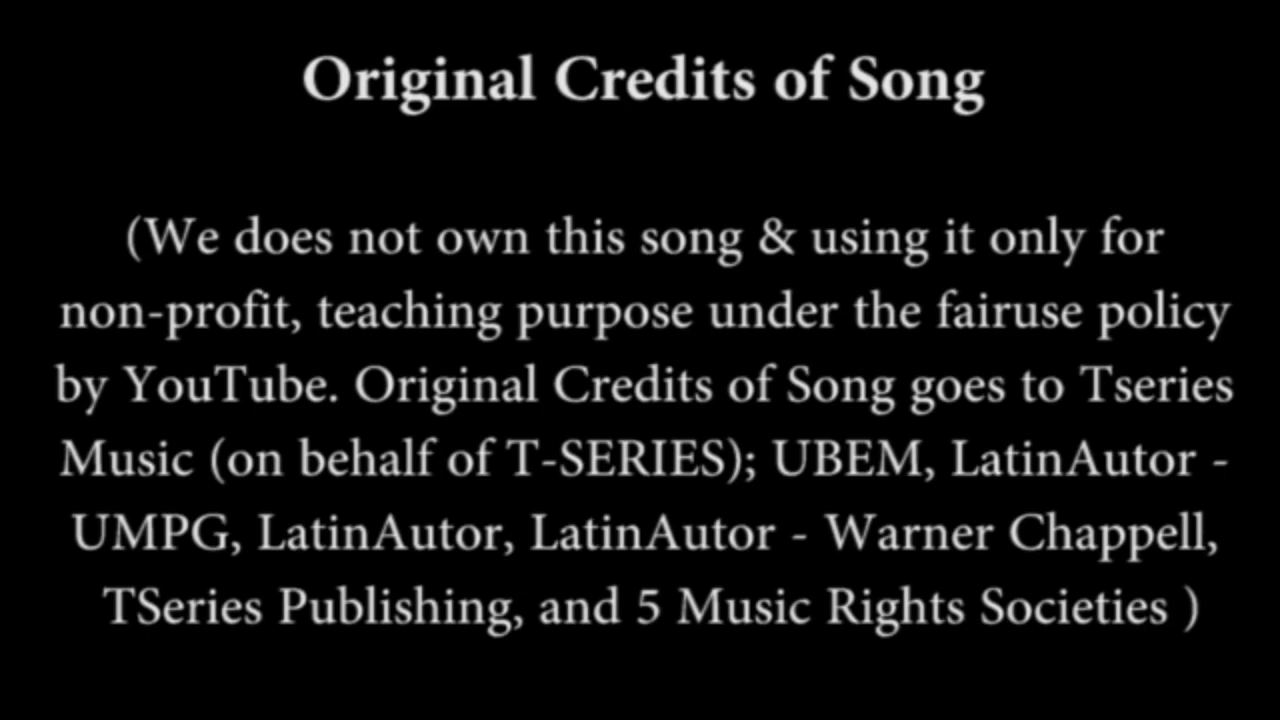 Original Credits of Song
(We does not own this song & using it only for
non-profit, teaching purpose under the fairuse policy
by YouTube. Original Credits of Song goes to Tseries
Music (on behalf of T-SERIES); UBEM, LatinAutor -
UMPG, LatinAutor, LatinAutor - Warner Chappell,
TSeries Publishing, and 5 Music Rights Societies )